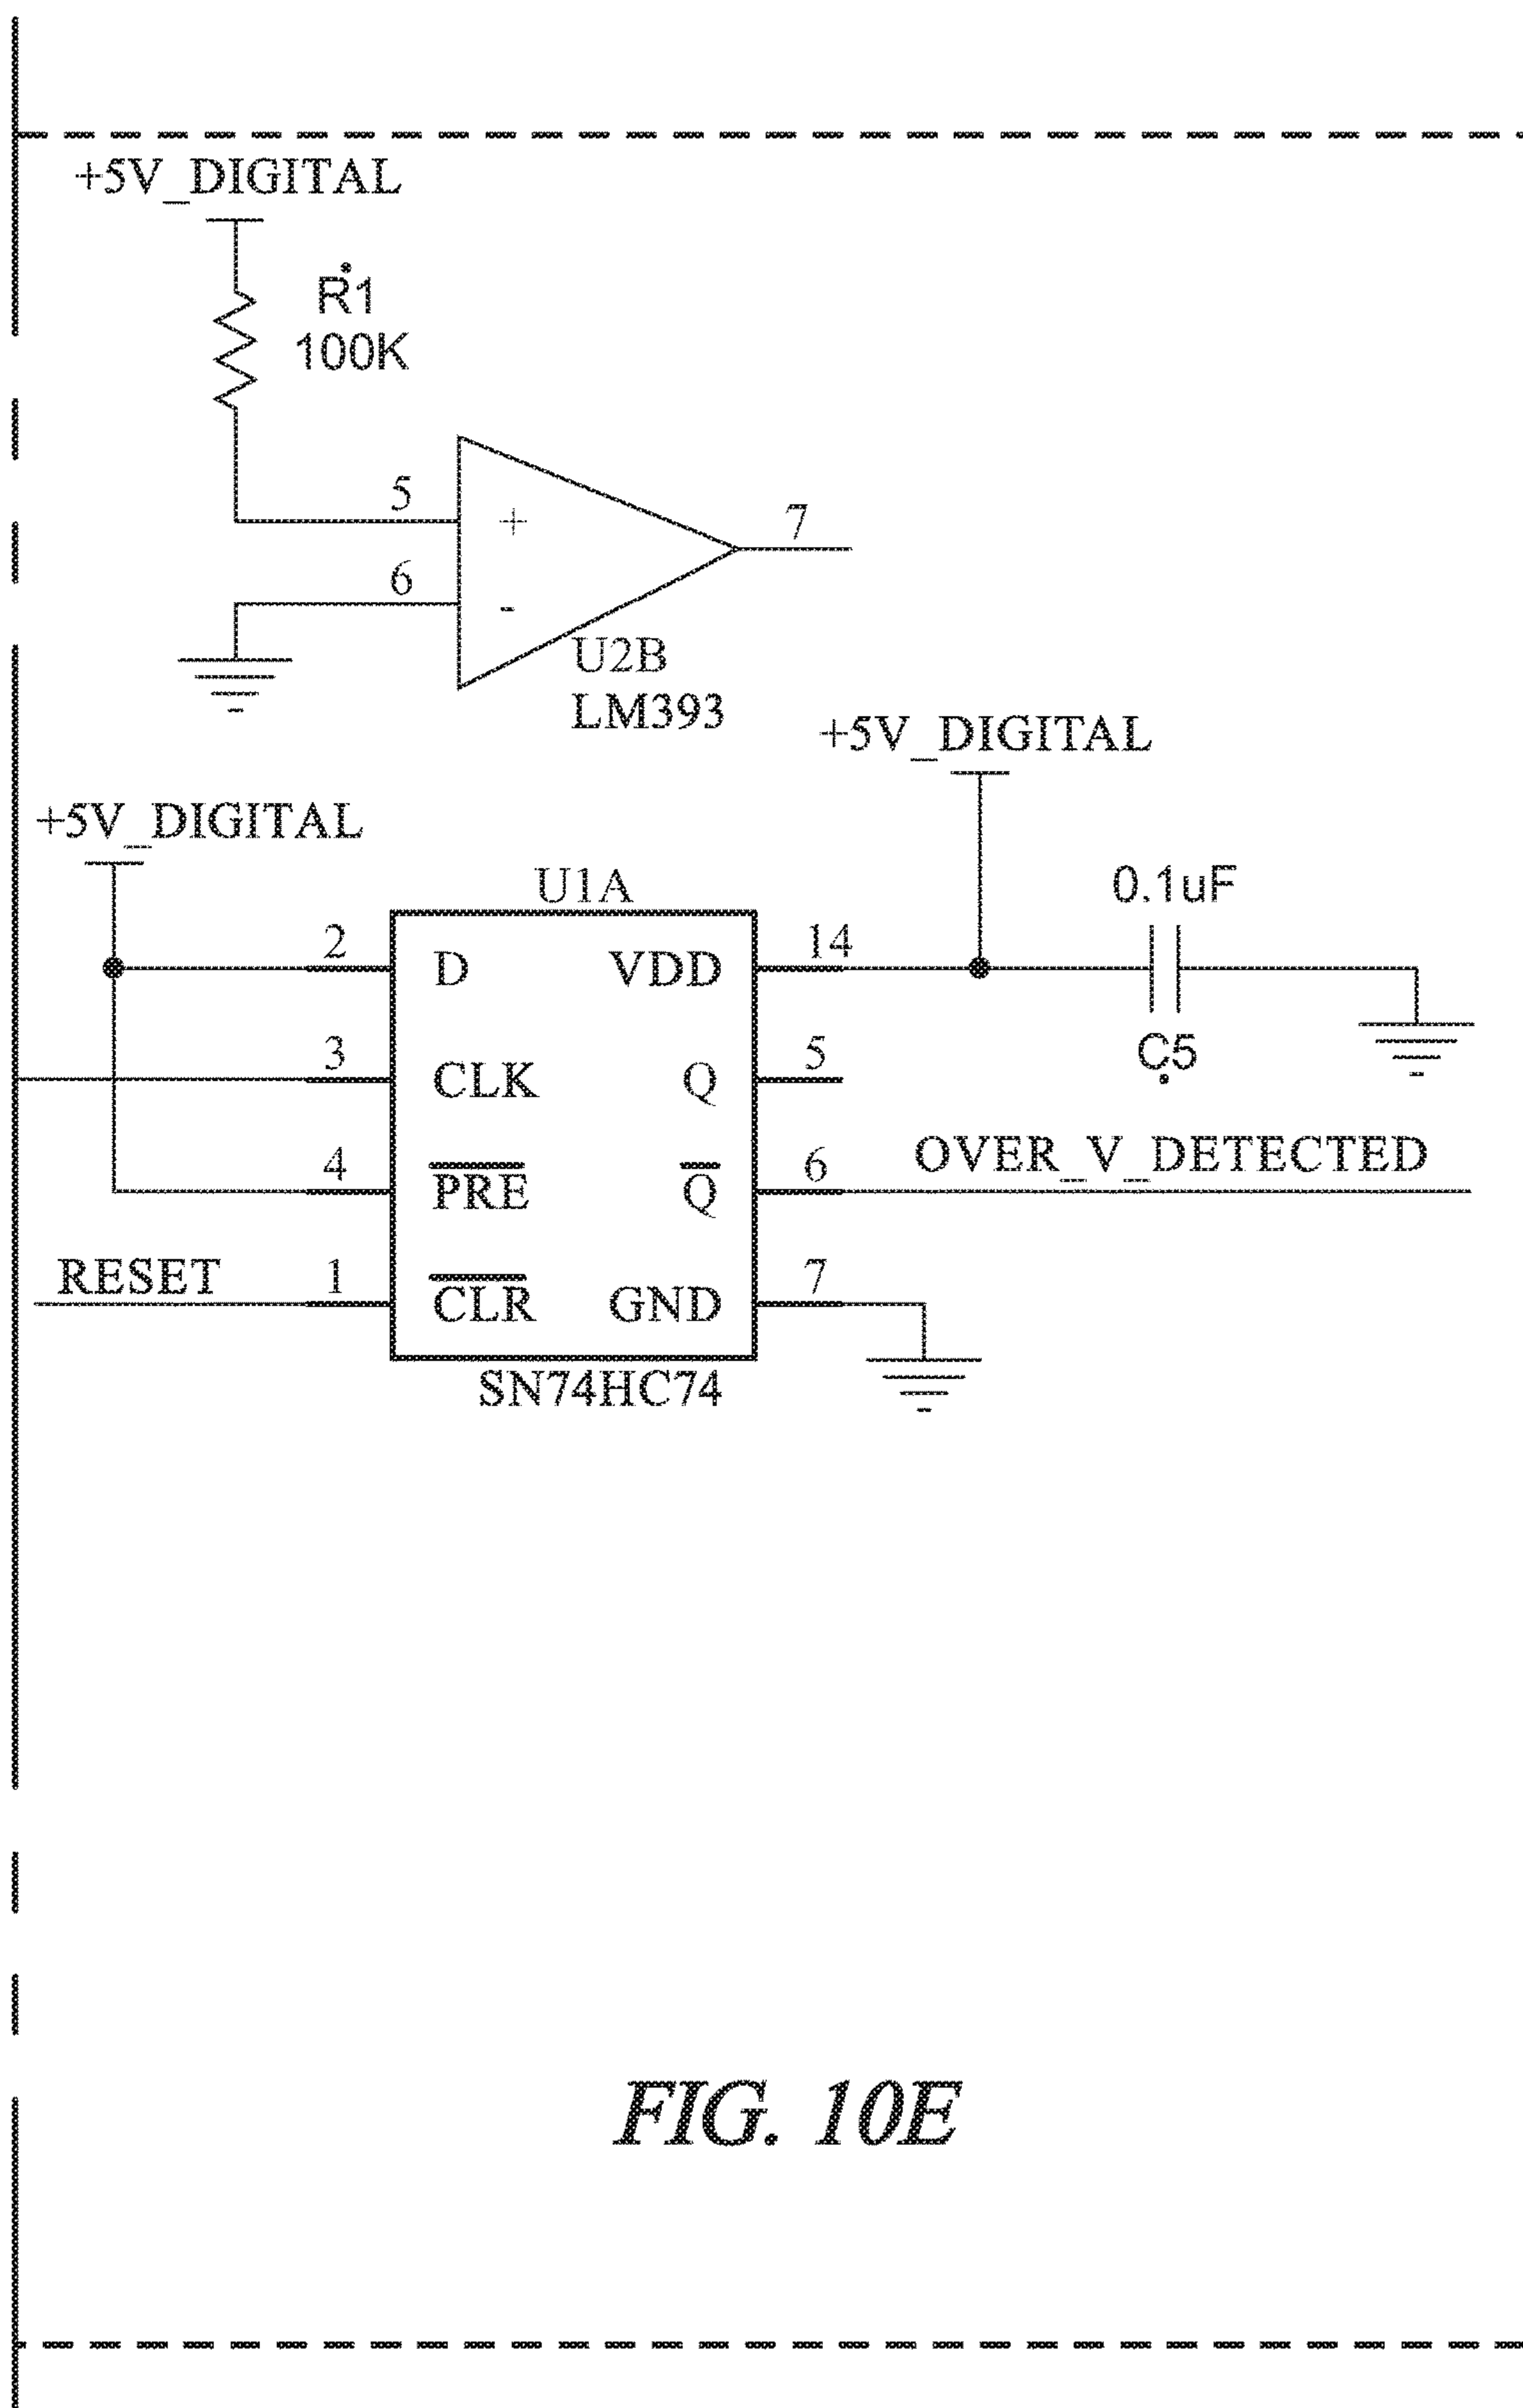 +5V_DIGITAL
R1
100K
5
+
7
6
-
U2B
LM393
+5V_DIGITAL
+5V_DIGITAL
U1A
0.1uF
2
D
VDD
14
3
CLK
Q
5
C5
4
PRE
Q
6
OVER_V_DETECTED
RESET
1
CLR
GND
7
SN74HC74
FIG. 10E